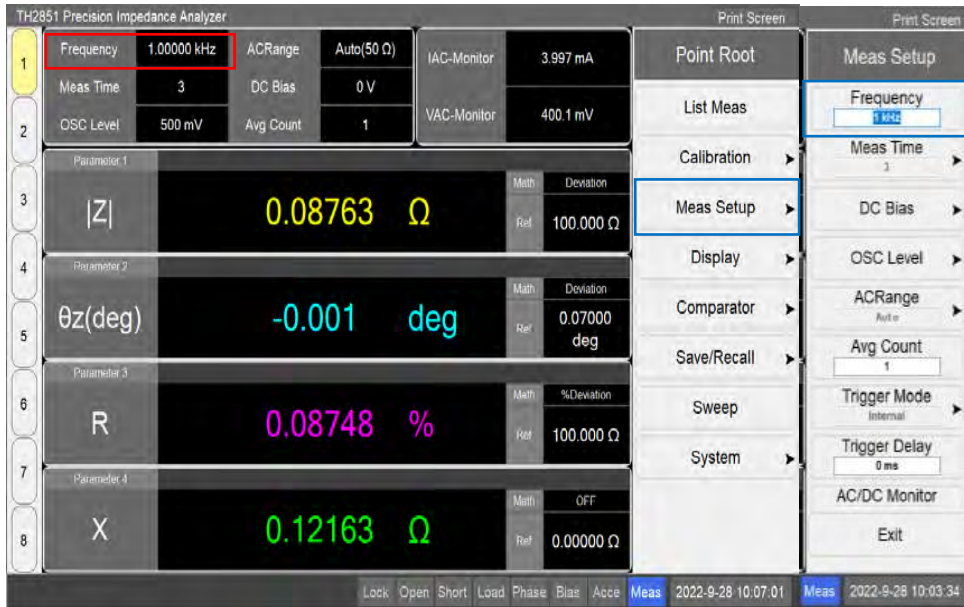 TH2851 Precision Impedance Analyzer
Print Screen
Print Screen
1
2
3
4
5
6
7
8
Frequency 1.00000 kHz ACRange Auto(50 Ω)
Meas Time 3 DC Bias 0 V
OSC Level 500 mV Avg Count 1
IAC-Monitor 3.997 mA
VAC-Monitor 400.1 mV
Parameter 1
|Z| 0.08763 Ω
Math Deviation
Ref 100.000 Ω
Parameter 2
θz(deg) -0.001 deg
Math Deviation
Ref 0.07000
deg
Parameter 3
R 0.08748 %
Math %Deviation
Ref 100.000 Ω
Parameter 4
X 0.12163 Ω
Math OFF
Ref 0.00000 Ω
Point Root
List Meas
Calibration
Meas Setup
Display
Comparator
Save/Recall
Sweep
System
Meas Setup
Frequency
1 kHz
Meas Time
3
DC Bias
OSC Level
ACRange
Auto
Avg Count
1
Trigger Mode
Internal
Trigger Delay
0 ms
AC/DC Monitor
Exit
Lock Open Short Load Phase Bias Acce Meas 2022-9-28 10:07:01
Meas 2022-9-28 10:03:34